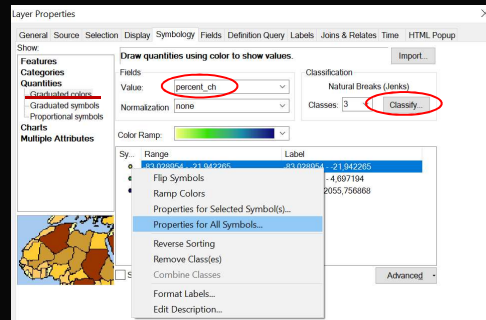 Layer Properties
General Source Selection Display Symbology Fields Definition Query Labels Joins & Relates Time HTML Popup
Show:
Features
Categories
Quantities
Graduated colors
Graduated symbols
Proportional symbols
Charts
Multiple Attributes
Draw quantities using color to show values.
Import...
Fields
Value: percent_ch
Normalization none
Classification
Natural Breaks (Jenks)
Classes: 3 Classify...
Color Ramp:
Sy... Range Label
-83,028954 - -21,942265 -83,028954 - -21,942265
- 4,697194
2055,756868
Flip Symbols
Ramp Colors
Properties for Selected Symbol(s)...
Properties for All Symbols...
Reverse Sorting
Remove Class(es)
Combine Classes
Format Labels...
Edit Description...
S
Advanced